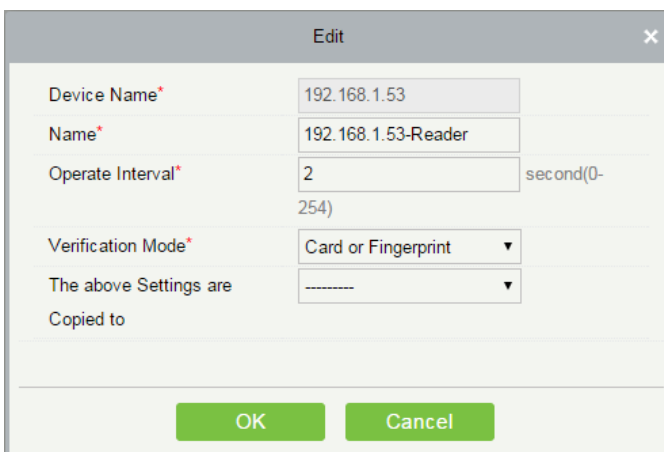 Edit ×
Device Name* 192.168.1.53
Name* 192.168.1.53-Reader
Operate Interval* 2 second(0-
254)
Verification Mode* Card or Fingerprint ▼
The above Settings are --------- ▼
Copied to
OK Cancel